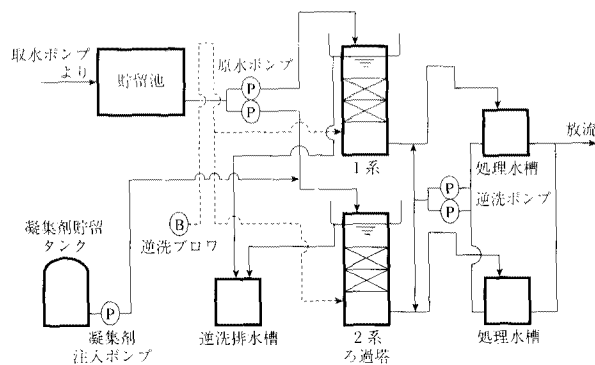 取水ポンプ
より
貯留池
原水ポンプ
P
P
1系
処理水槽
放流
P
P
逆洗ポンプ
凝集剤貯留
タンク
B
逆洗ブロワ
P
凝集剤
注入ポンプ
逆洗排水槽
2系
ろ過塔
処理水槽